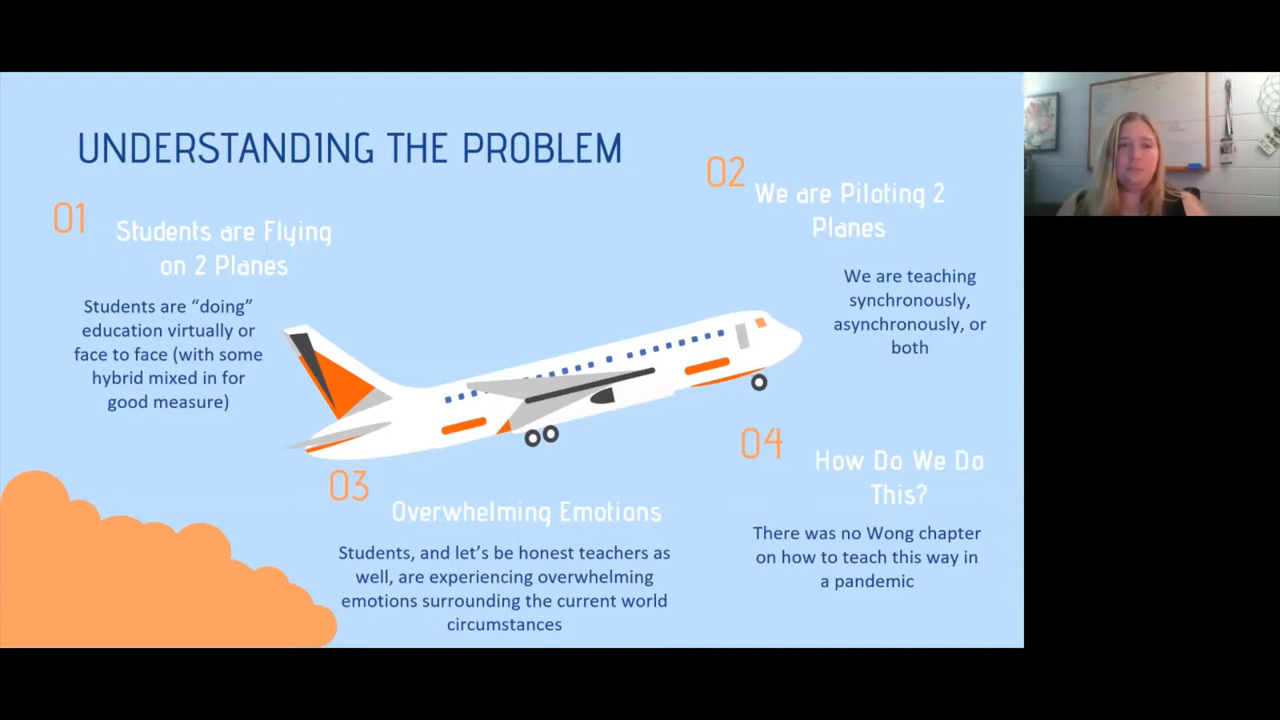 UNDERSTANDING THE PROBLEM
01
Students are Flying
on 2 Planes
Students are “doing”
education virtually or
face to face (with some
hybrid mixed in for
good measure)
02
We are Piloting 2
Planes
We are teaching
synchronously,
asynchronously, or
both
03
Overwhelming Emotions
Students, and let’s be honest teachers as
well, are experiencing overwhelming
emotions surrounding the current world
circumstances
04
How Do We Do
This?
There was no Wong chapter
on how to teach this way in
a pandemic